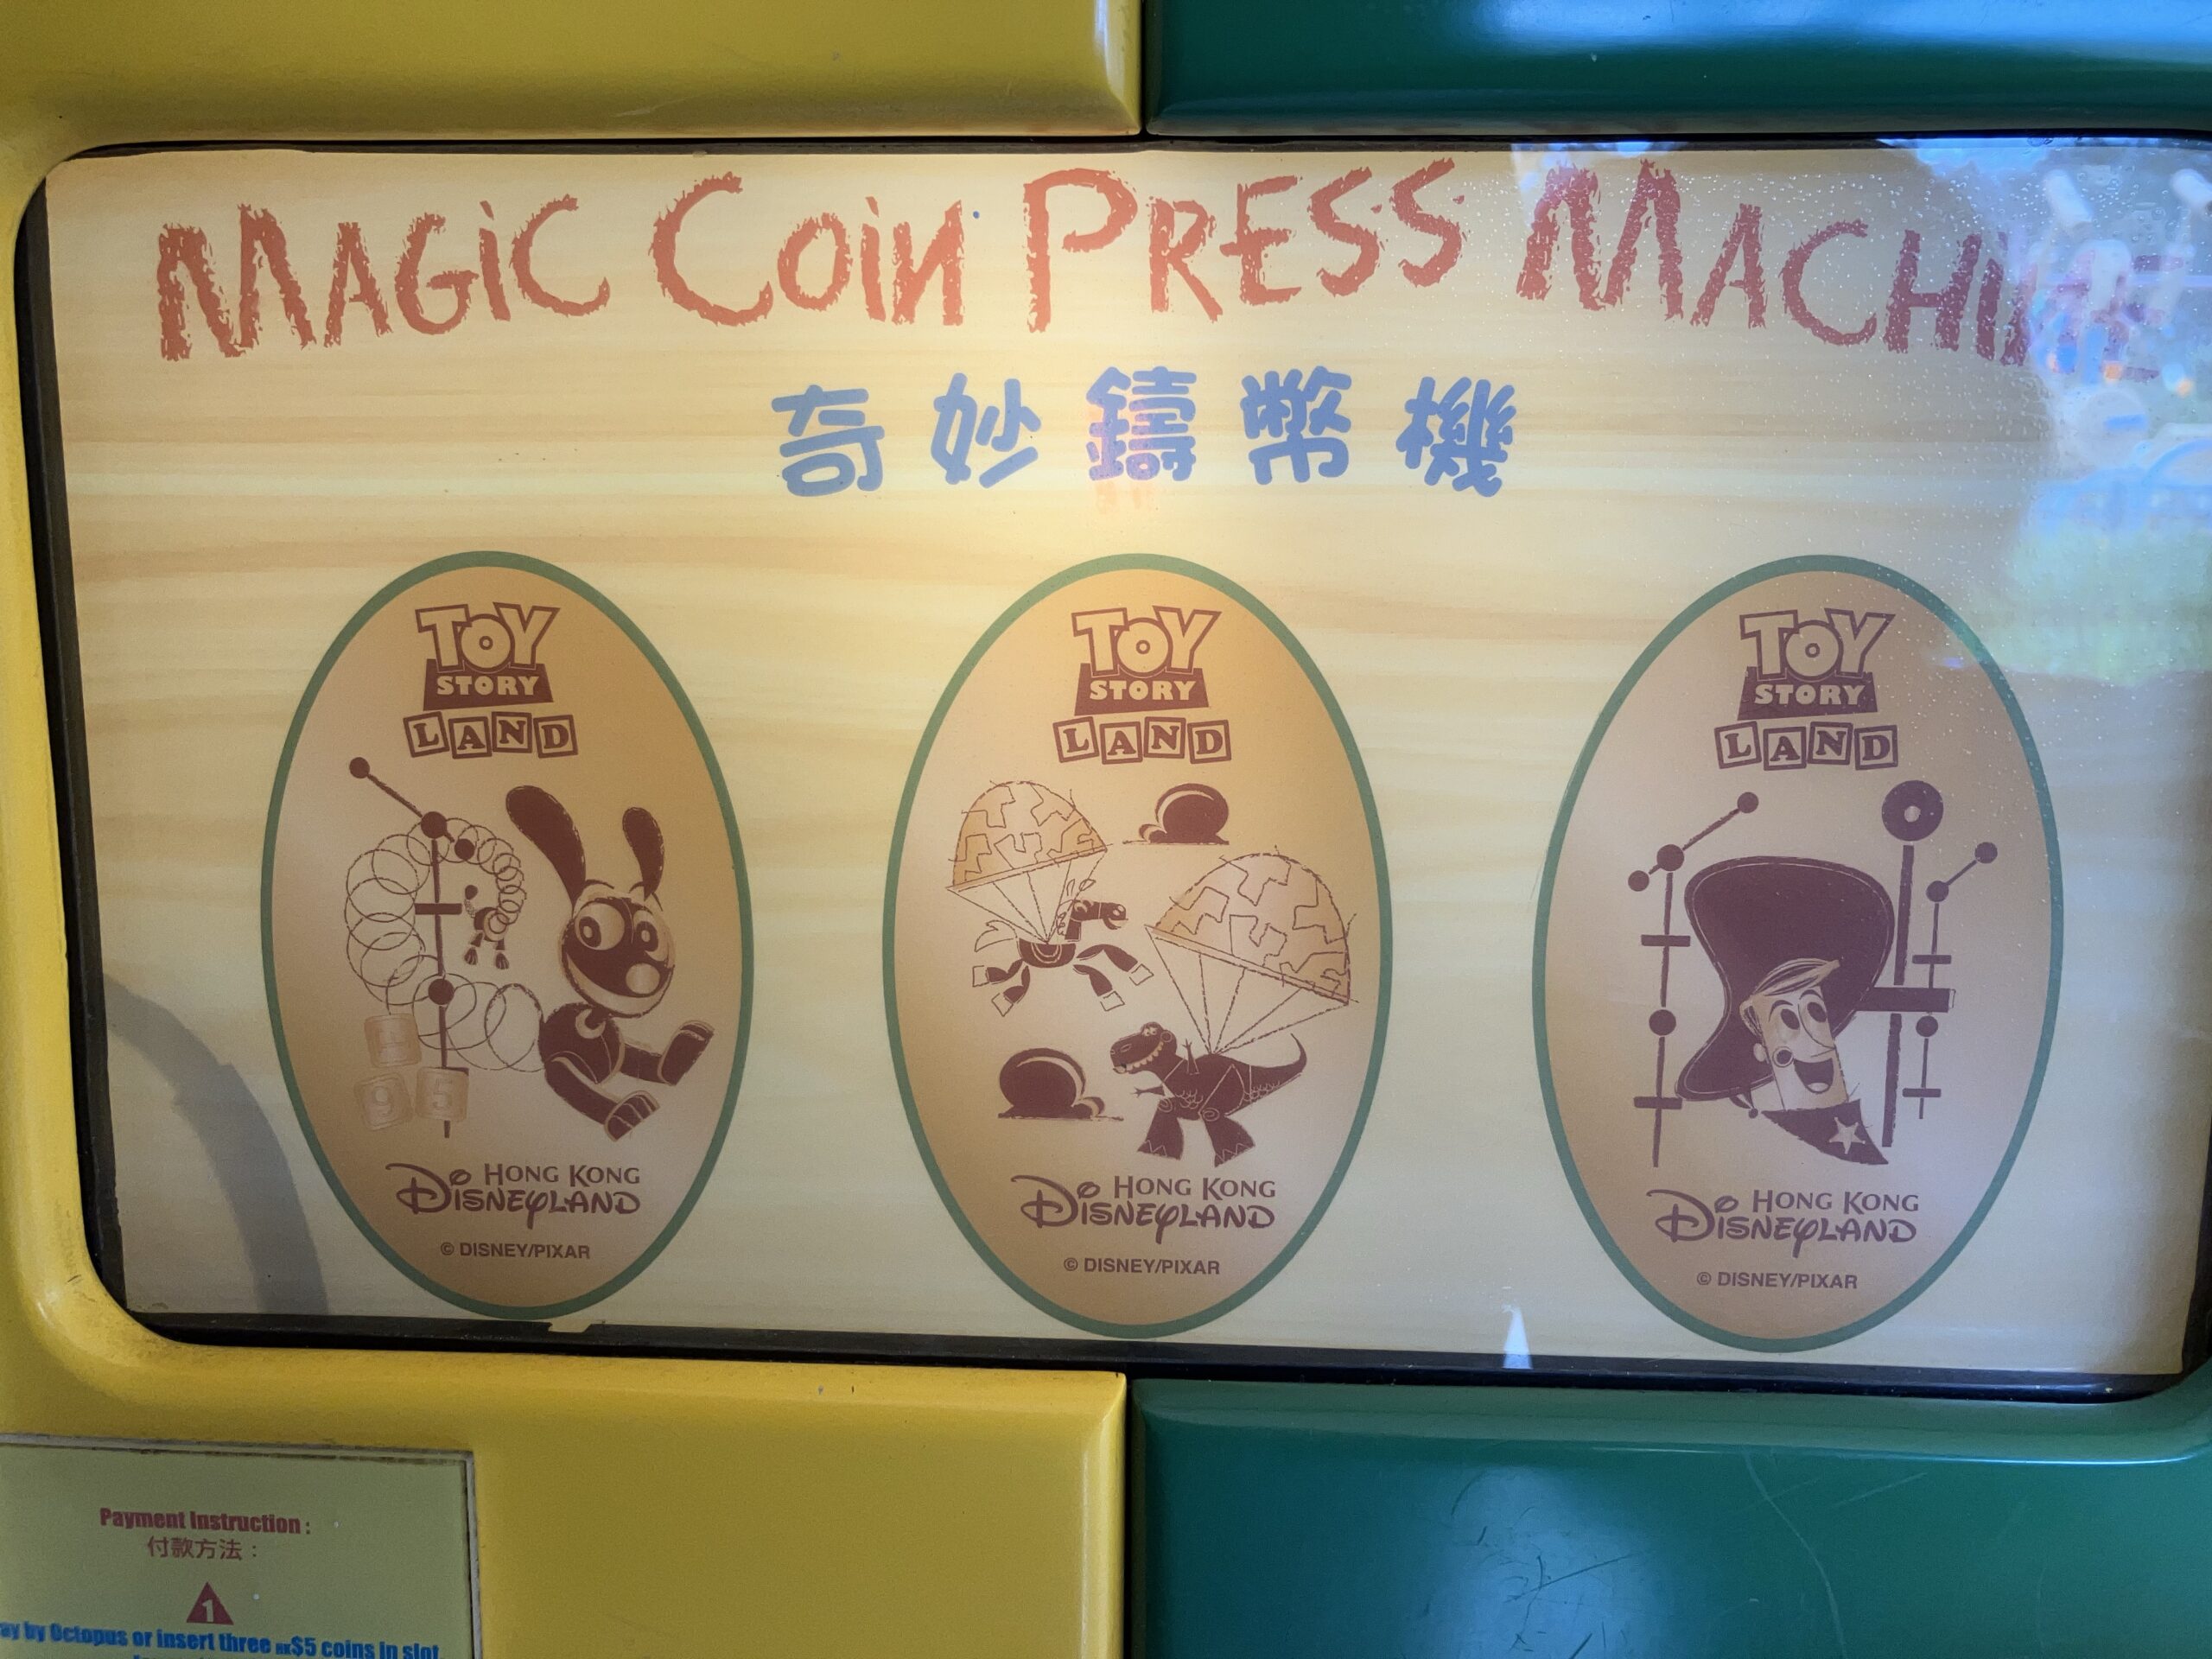 MAGIC COIN PRESS MACHINE
奇妙鑄幣機
TOY
STORY
LAND
95
HONG KONG
DISNEYLAND
© DISNEY/PIXAR
TOY
STORY
LAND
HONG KONG
DISNEYLAND
© DISNEY/PIXAR
TOY
STORY
LAND
HONG KONG
DISNEYLAND
© DISNEY/PIXAR
Payment Instruction :
付款方法：
1
by Octopus or insert three HK$5 coins in slot